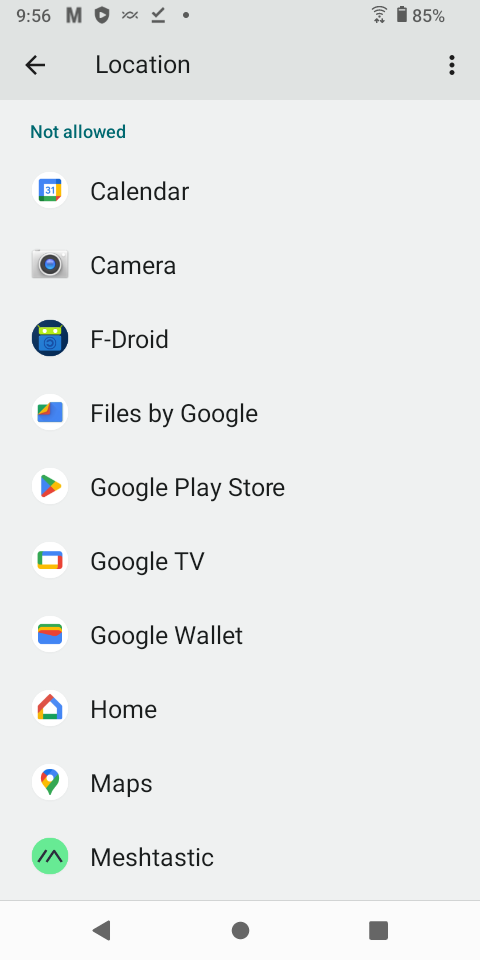 9:56
85%
Location
Not allowed
31
Calendar
Camera
F-Droid
Files by Google
Google Play Store
Google TV
Google Wallet
Home
Maps
Meshtastic